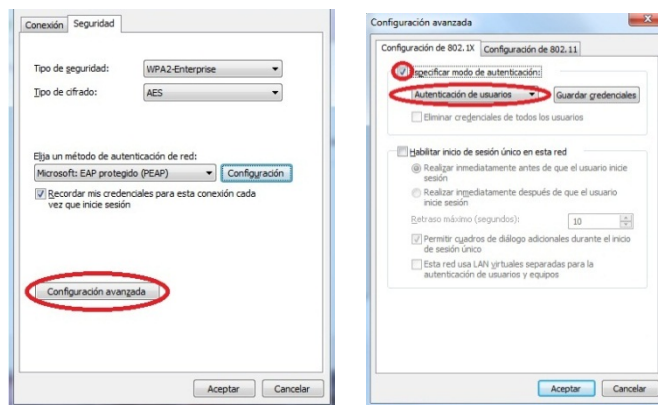 Conexión Seguridad
Tipo de seguridad: WPA2-Enterprise
Tipo de cifrado: AES
Elija un método de autenticación de red:
Microsoft: EAP protegido (PEAP) Configuración
Recordar mis credenciales para esta conexión cada
vez que inicie sesión
Configuración avanzada
Aceptar Cancelar
Configuración avanzada
Configuración de 802.1X Configuración de 802.11
Especificar modo de autenticación:
Autenticación de usuarios Guardar credenciales
Eliminar credenciales de todos los usuarios
Habilitar inicio de sesión único en esta red
Realizar inmediatamente antes de que el usuario inicie
sesión
Realizar inmediatamente después de que el usuario
inicie sesión
Retraso máximo (segundos): 10
Permitir cuadros de diálogo adicionales durante el inicio
de sesión único
Esta red usa LAN virtuales separadas para la
autenticación de usuarios y equipos
Aceptar Cancelar